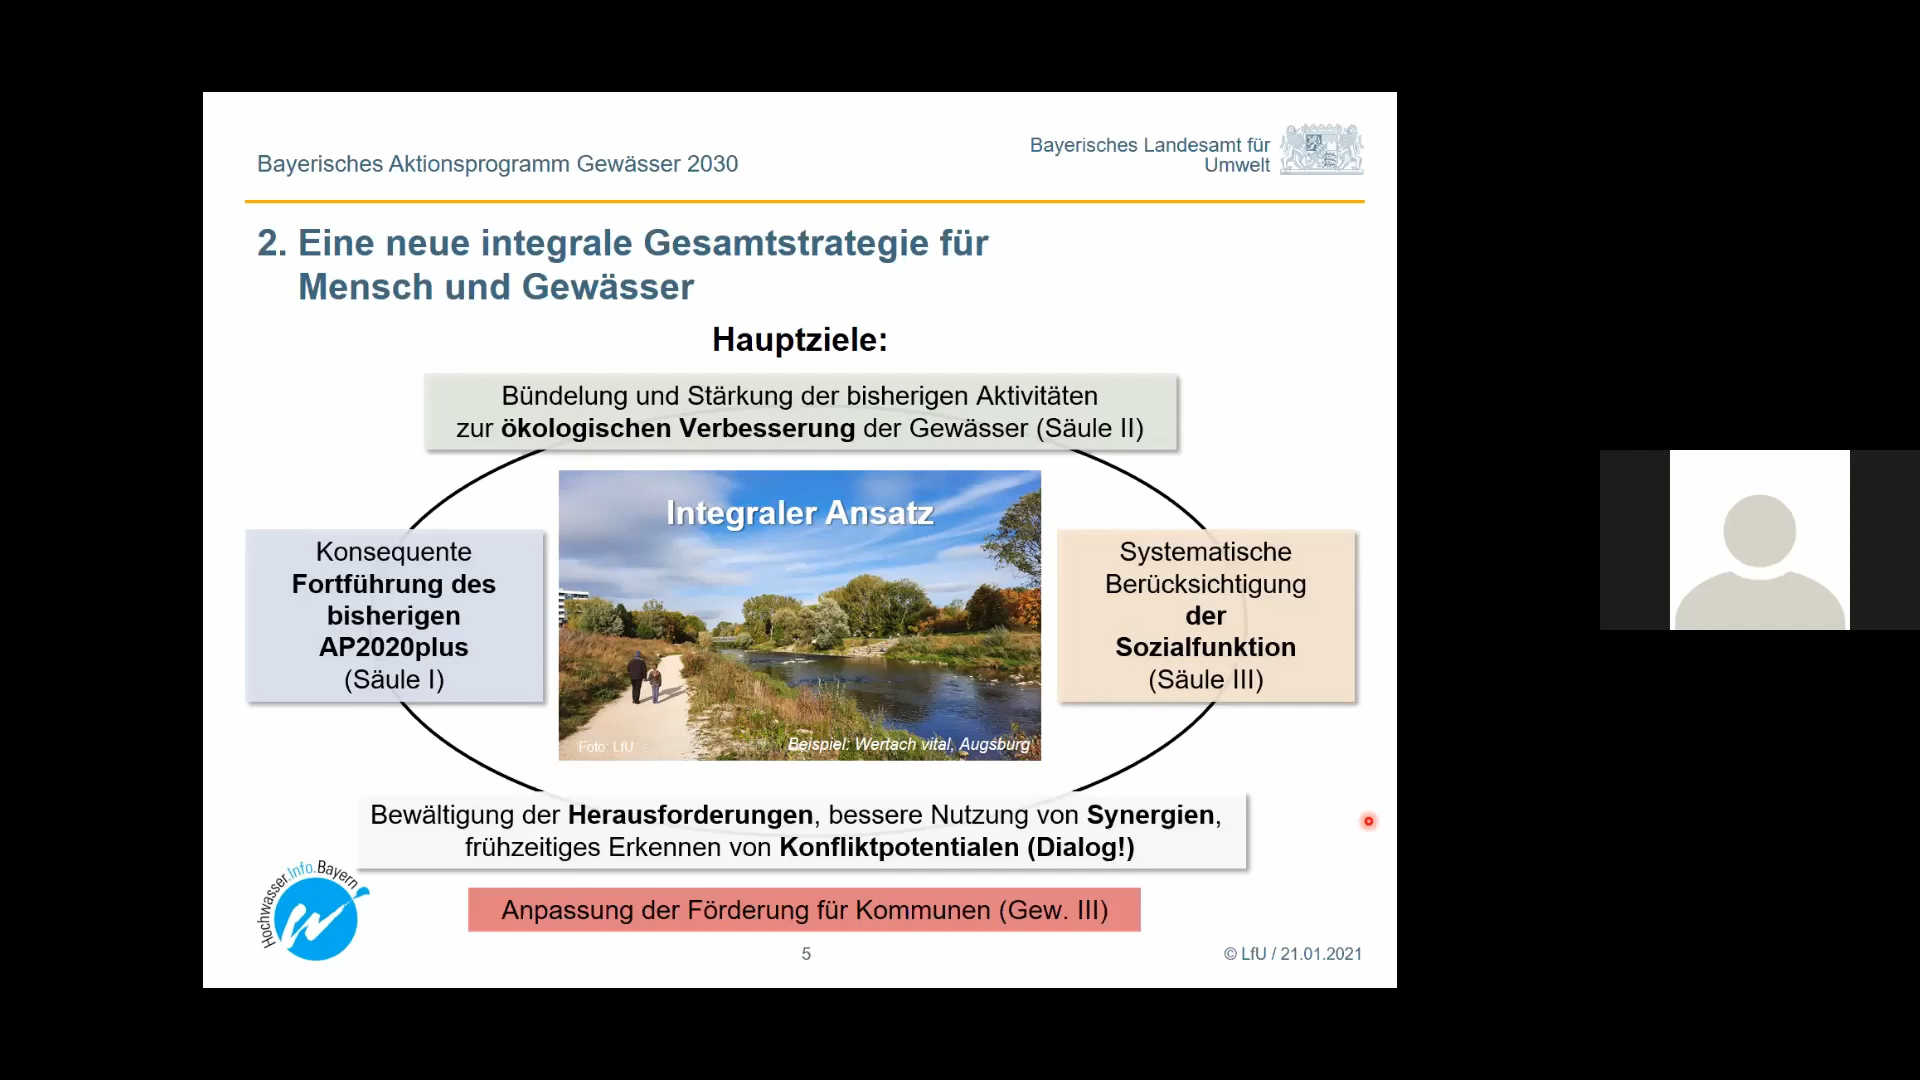 Bayerisches Aktionsprogramm Gewässer 2030
Bayerisches Landesamt für
Umwelt
2. Eine neue integrale Gesamtstrategie für
Mensch und Gewässer
Hauptziele:
Bündelung und Stärkung der bisherigen Aktivitäten
zur ökologischen Verbesserung der Gewässer (Säule II)
Integraler Ansatz
Konsequente
Fortführung des
bisherigen
AP2020plus
(Säule I)
Systematische
Berücksichtigung
der
Sozialfunktion
(Säule III)
Foto: LfU
Beispiel: Wertach vital, Augsburg
Bewältigung der Herausforderungen, bessere Nutzung von Synergien,
frühzeitiges Erkennen von Konfliktpotentialen (Dialog!)
Hochwasser.Info.Bayern
Anpassung der Förderung für Kommunen (Gew. III)
5
© LfU / 21.01.2021